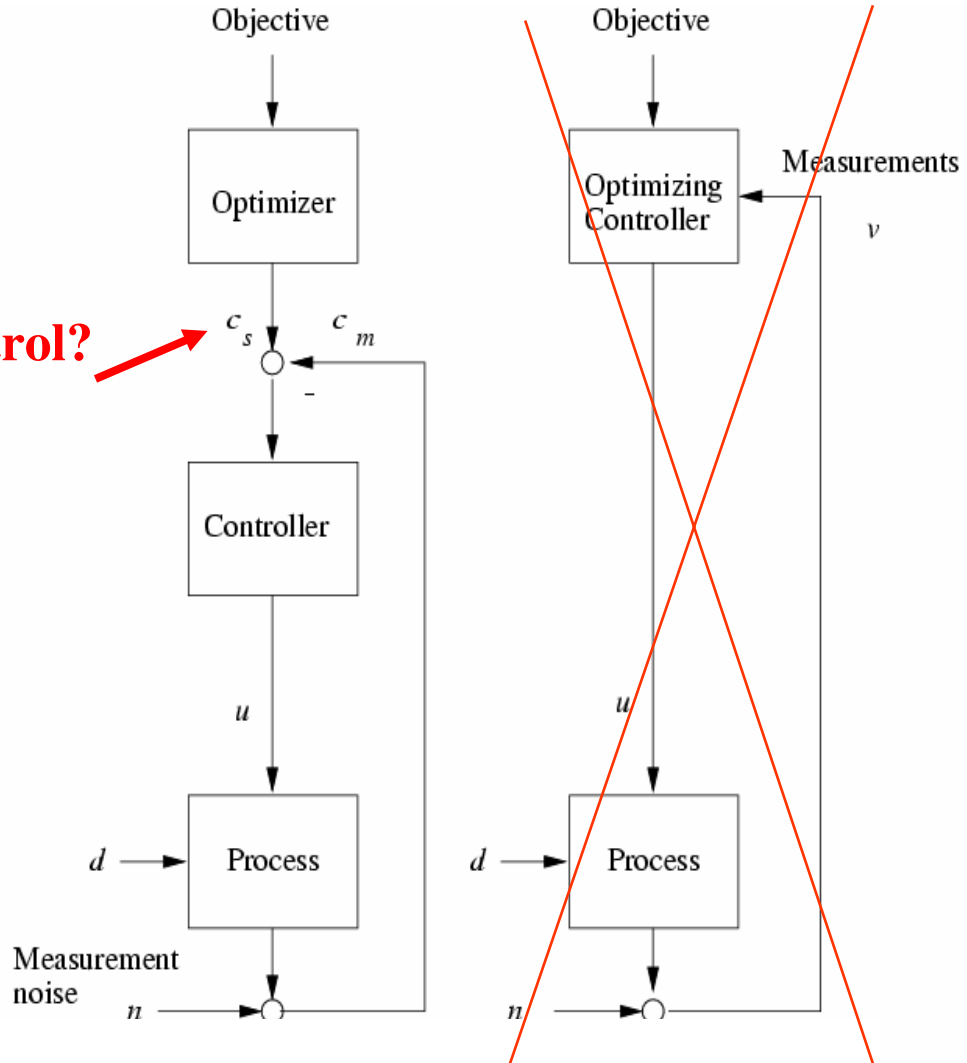 Objective
Optimizer
c s
c m
rol?
-
Controller
u
d
Process
Measurement
noise
n
Objective
Optimizing
Controller
Measurements
v
u
d
Process
n